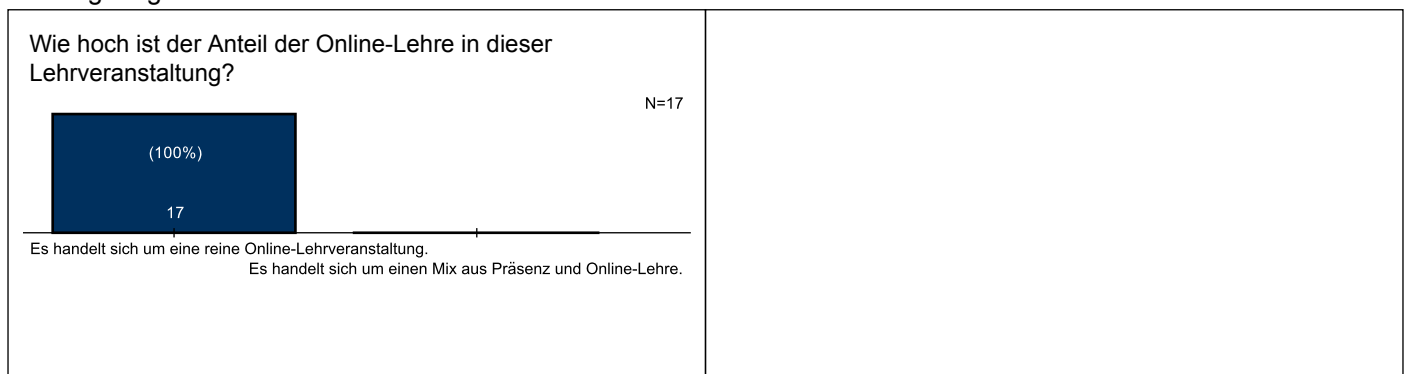 Wie hoch ist der Anteil der Online-Lehre in dieser
Lehrveranstaltung?
N=17
(100%)
17
Es handelt sich um eine reine Online-Lehrveranstaltung.
Es handelt sich um einen Mix aus Präsenz und Online-Lehre.